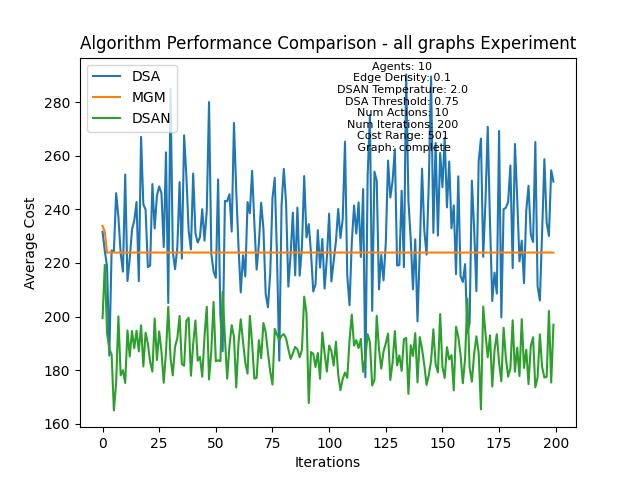 Algorithm Performance Comparison - all graphs Experiment
DSA
MGM
DSAN
Agents: 10
Edge Density: 0.1
DSAN Temperature: 2.0
DSA Threshold: 0.75
Num Actions: 10
Num Iterations: 200
Cost Range: 501
Graph: complete
Average Cost
280
260
240
220
200
180
160
0
25
50
75
100
125
150
175
200
Iterations